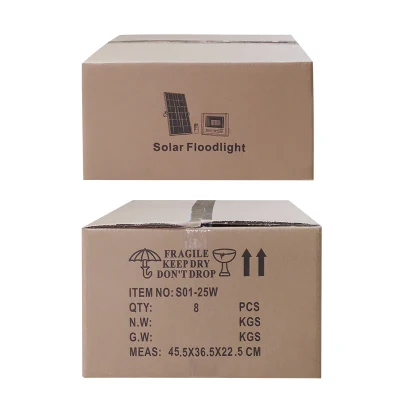 Solar Floodlight
FRAGILE
KEEP DRY
DON'T DROP
ITEM NO: S01-25W
QTY: 8 PCS
N.W: KGS
G.W: KGS
MEAS: 45.5X36.5X22.5 CM